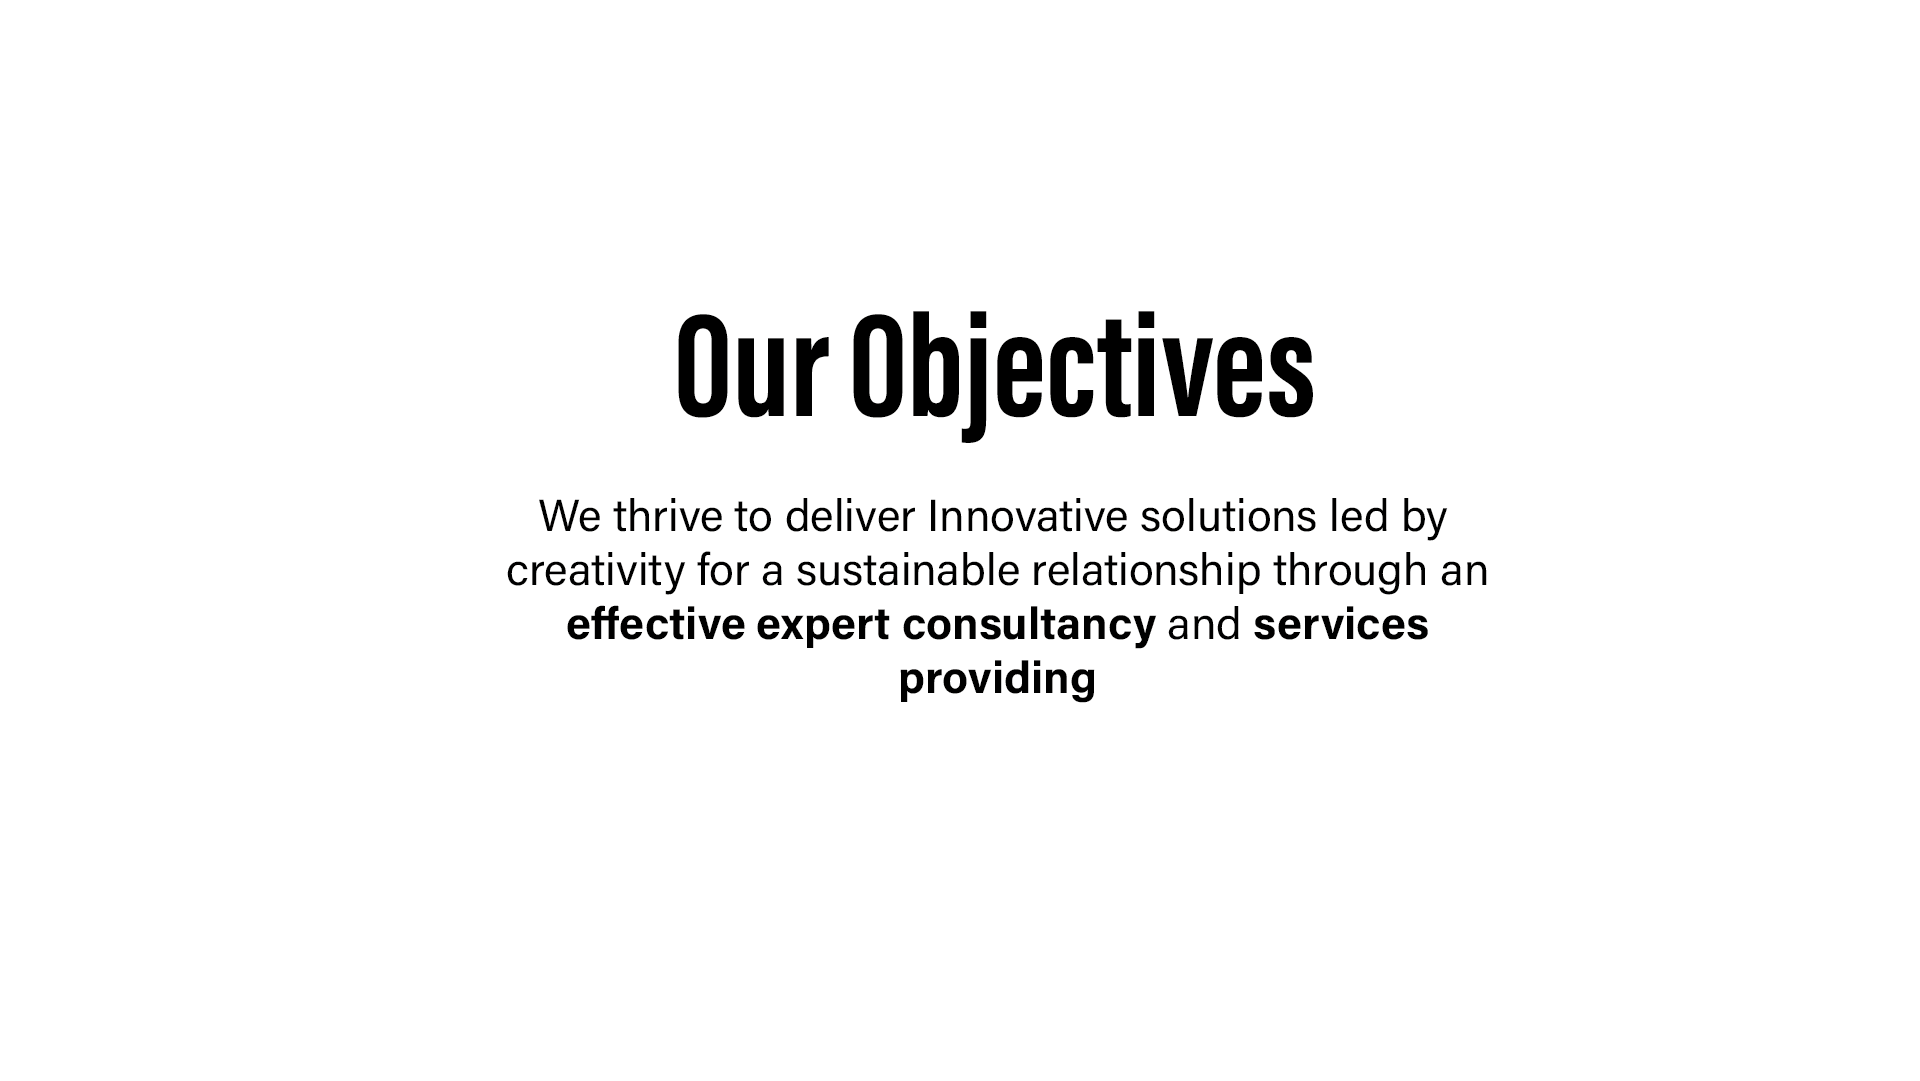 Our Objectives
We thrive to deliver Innovative solutions led by
creativity for a sustainable relationship through an
effective expert consultancy and services
providing